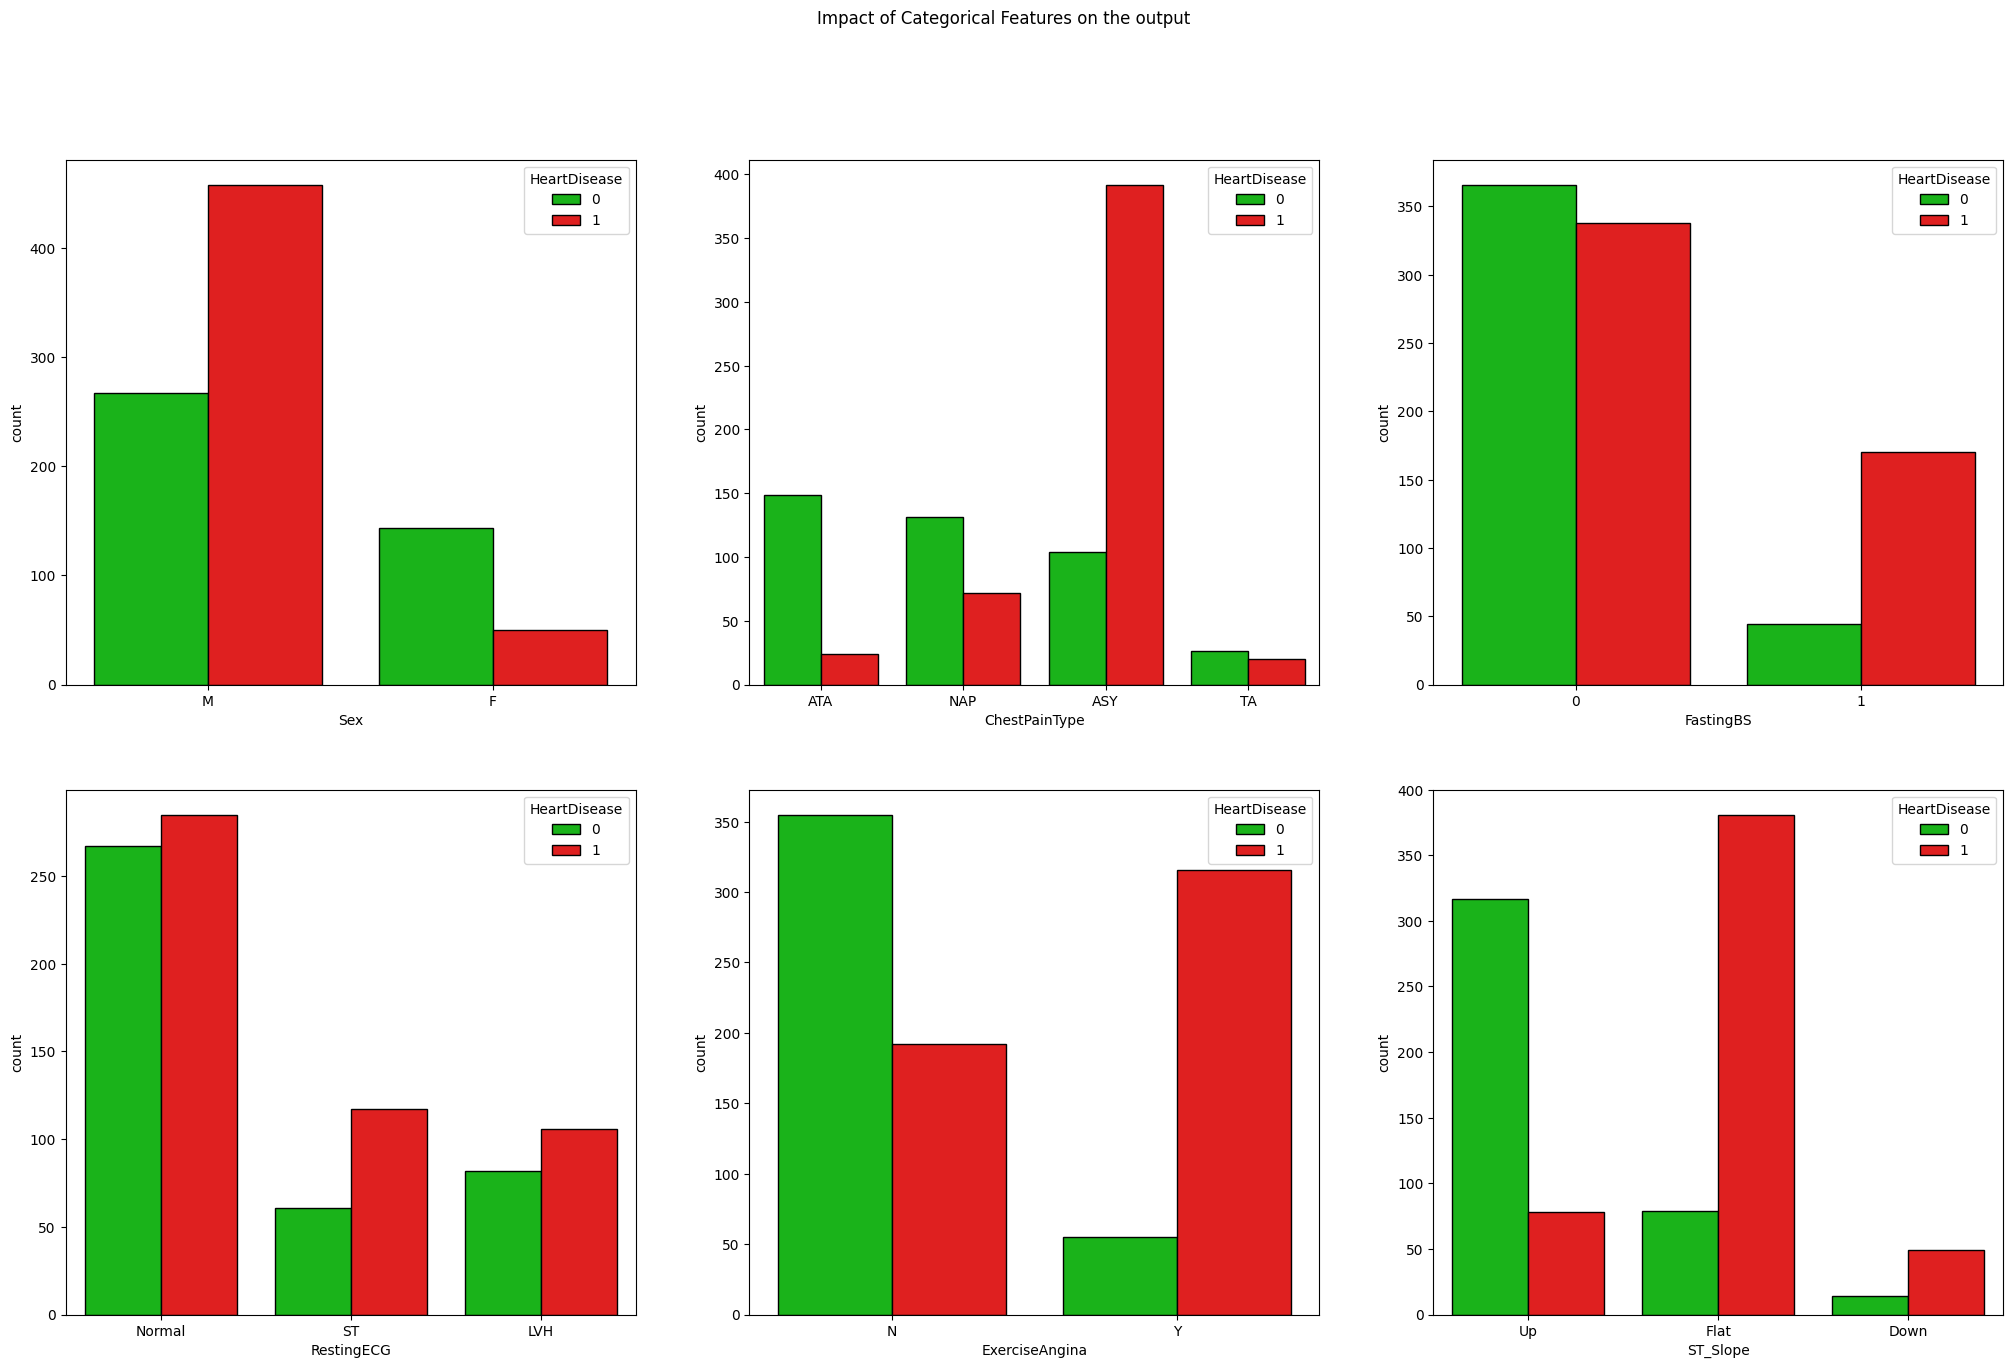 Impact of Categorical Features on the output
HeartDisease
0
1
400
300
200
100
0
count
M
F
Sex
HeartDisease
0
1
400
350
300
250
200
150
100
50
0
count
ATA
NAP
ASY
TA
ChestPainType
HeartDisease
0
1
350
300
250
200
150
100
50
0
count
0
1
FastingBS
HeartDisease
0
1
250
200
150
100
50
0
count
Normal
ST
LVH
RestingECG
HeartDisease
0
1
350
300
250
200
150
100
50
0
count
N
Y
ExerciseAngina
HeartDisease
0
1
400
350
300
250
200
150
100
50
0
count
Up
Flat
Down
ST_Slope